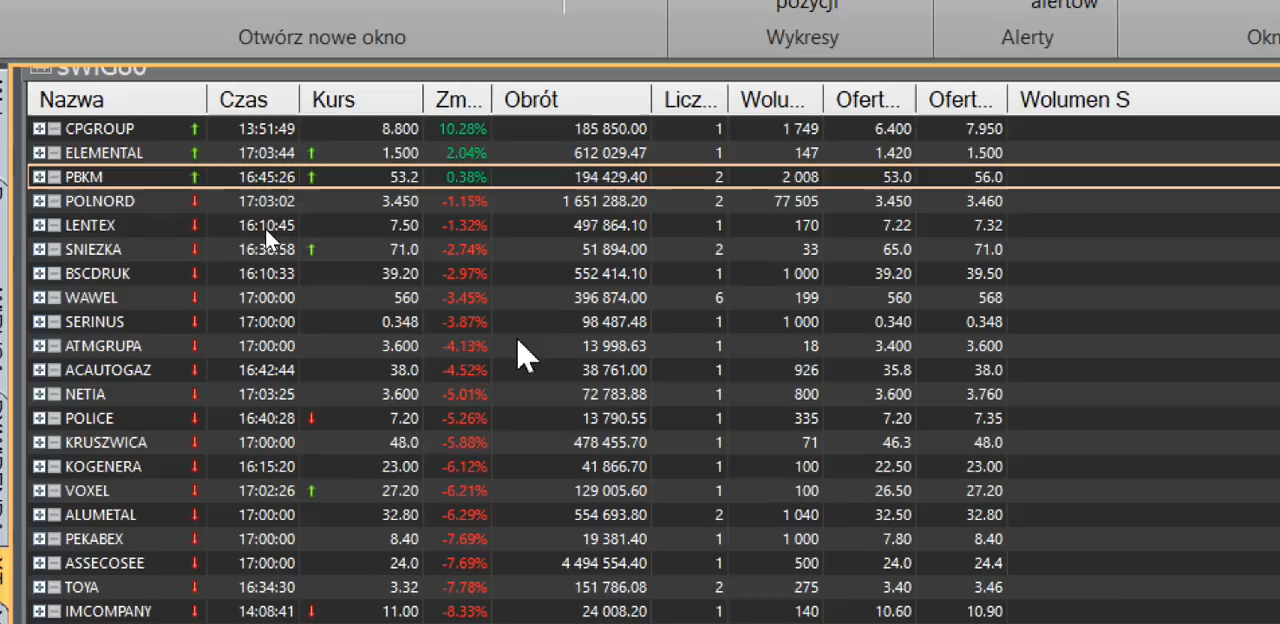 pozycji alertów
Otwórz nowe okno Wykresy Alerty Okn
sWIG80
Nazwa Czas Kurs Zm... Obrót Licz... Wolu... Ofert... Ofert... Wolumen S
CPGROUP 13:51:49 8.800 10.28% 185 850.00 1 1 749 6.400 7.950
ELEMENTAL 17:03:44 1.500 2.04% 612 029.47 1 147 1.420 1.500
PBKM 16:45:26 53.2 0.38% 194 429.40 2 2 008 53.0 56.0
POLNORD 17:03:02 3.450 -1.15% 1 651 288.20 2 77 505 3.450 3.460
LENTEX 16:10:45 7.50 -1.32% 497 864.10 1 170 7.22 7.32
SNIEZKA 71.0 -2.74% 51 894.00 2 33 65.0 71.0
BSCDRUK 16:10:33 39.20 -2.97% 552 414.10 1 1 000 39.20 39.50
WAWEL 17:00:00 560 -3.45% 396 874.00 6 199 560 568
SERINUS 17:00:00 0.348 -3.87% 98 487.48 1 1 000 0.340 0.348
ATMGRUPA 17:00:00 3.600 -4.13% 13 998.63 1 18 3.400 3.600
ACAUTOGAZ 16:42:44 38.0 -4.52% 38 761.00 1 926 35.8 38.0
NETIA 17:03:25 3.600 -5.01% 72 783.88 1 800 3.600 3.760
POLICE 16:40:28 7.20 -5.26% 13 790.55 1 335 7.20 7.35
KRUSZWICA 17:00:00 48.0 -5.88% 478 455.70 1 71 46.3 48.0
KOGENERA 16:15:20 23.00 -6.12% 41 866.70 1 100 22.50 23.00
VOXEL 17:02:26 27.20 -6.21% 129 005.60 1 100 26.50 27.20
ALUMETAL 17:00:00 32.80 -6.29% 554 693.80 2 1 040 32.50 32.80
PEKABEX 17:00:00 8.40 -7.69% 19 381.40 1 1 000 7.80 8.40
ASSECOSEE 17:00:00 24.0 -7.69% 4 494 554.40 1 500 24.0 24.4
TOYA 16:34:30 3.32 -7.78% 151 786.08 2 275 3.40 3.46
IMCOMPANY 14:08:41 11.00 -8.33% 24 008.20 1 140 10.60 10.90